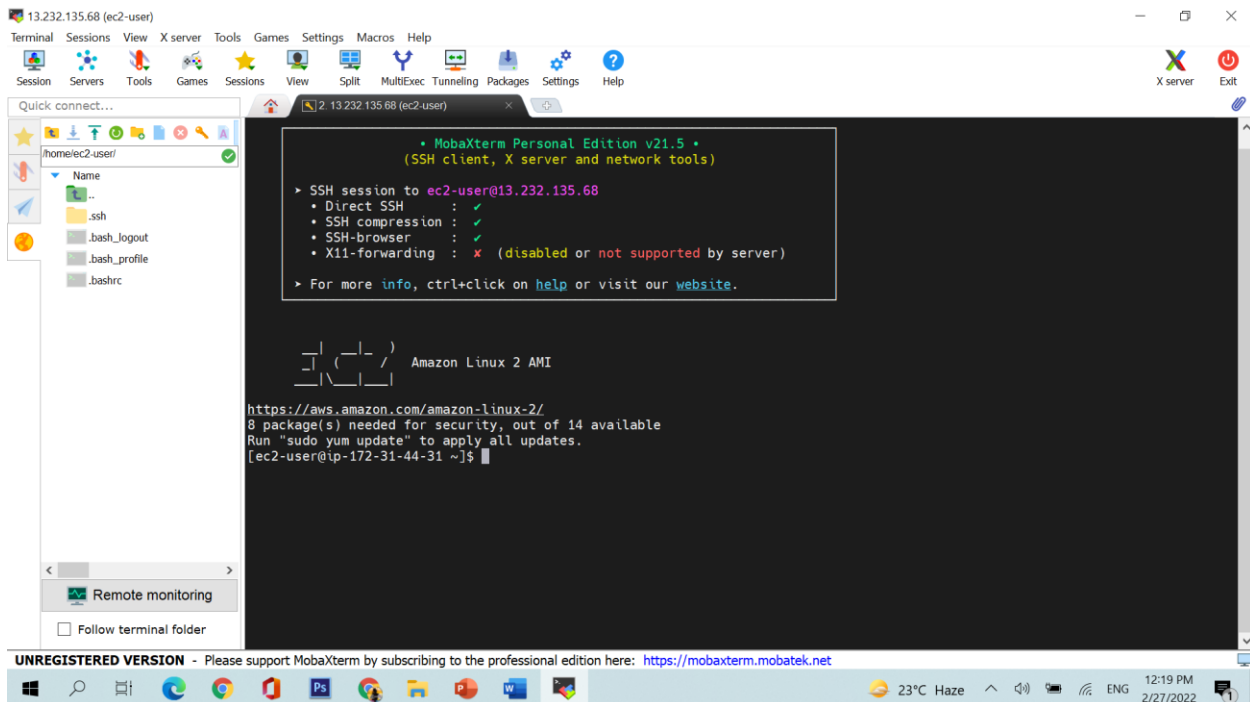 13.232.135.68 (ec2-user)
Terminal Sessions View X server Tools Games Settings Macros Help
Session Servers Tools Games Sessions View Split MultiExec Tunneling Packages Settings Help X server Exit
Quick connect...
2. 13.232.135.68 (ec2-user)
/home/ec2-user/
Name
..
.ssh
.bash_logout
.bash_profile
.bashrc
• MobaXterm Personal Edition v21.5 •
(SSH client, X server and network tools)
➤ SSH session to ec2-user@13.232.135.68
• Direct SSH : ✔
• SSH compression : ✔
• SSH-browser : ✔
• X11-forwarding : ✘ (disabled or not supported by server)
➤ For more info, ctrl+click on help or visit our website.
__| __|_ )
_| ( / Amazon Linux 2 AMI
___|\___|___|
https://aws.amazon.com/amazon-linux-2/
8 package(s) needed for security, out of 14 available
Run "sudo yum update" to apply all updates.
[ec2-user@ip-172-31-44-31 ~]$
Remote monitoring
Follow terminal folder
UNREGISTERED VERSION - Please support MobaXterm by subscribing to the professional edition here: https://mobaxterm.mobatek.net
Ps
23°C Haze ENG 12:19 PM
2/27/2022
1